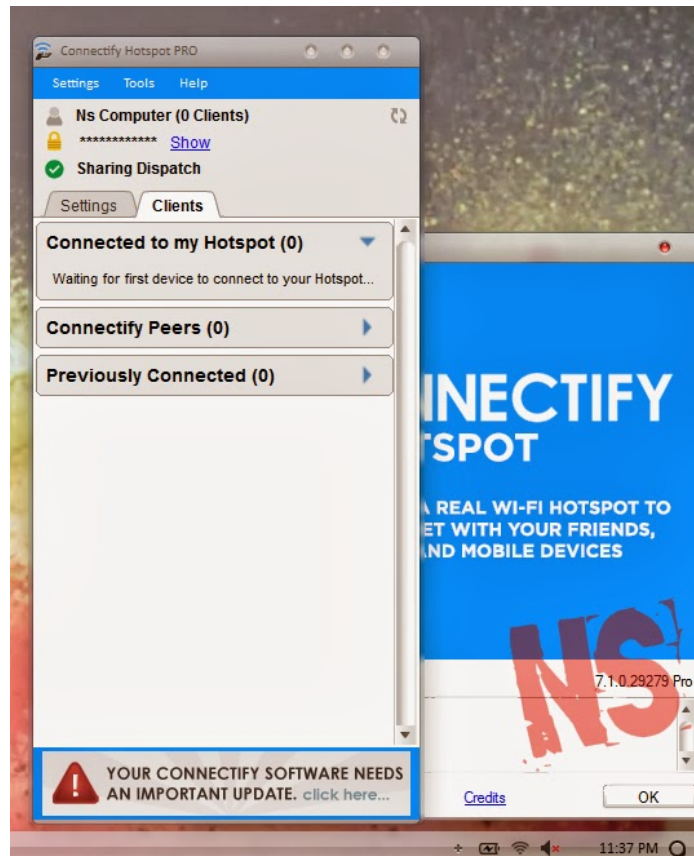 Connectify Hotspot PRO
Settings Tools Help
Ns Computer (0 Clients)
************ Show
Sharing Dispatch
Settings Clients
Connected to my Hotspot (0)
Waiting for first device to connect to your Hotspot...
Connectify Peers (0)
Previously Connected (0)
YOUR CONNECTIFY SOFTWARE NEEDS
AN IMPORTANT UPDATE. click here...
NNECTIFY
TSPOT
A REAL WI-FI HOTSPOT TO
ET WITH YOUR FRIENDS,
AND MOBILE DEVICES
NS
7.1.0.29279 Pro
Credits OK
11:37 PM